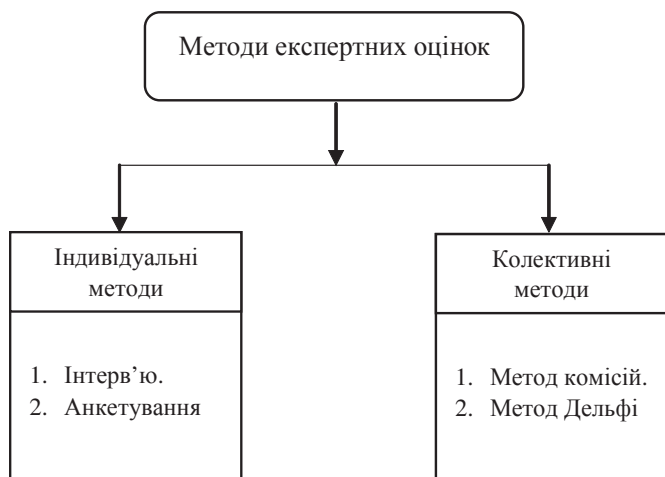 Методи експертних оцінок
Індивідуальні
методи
1. Інтерв’ю.
2. Анкетування
Колективні
методи
1. Метод комісій.
2. Метод Дельфі